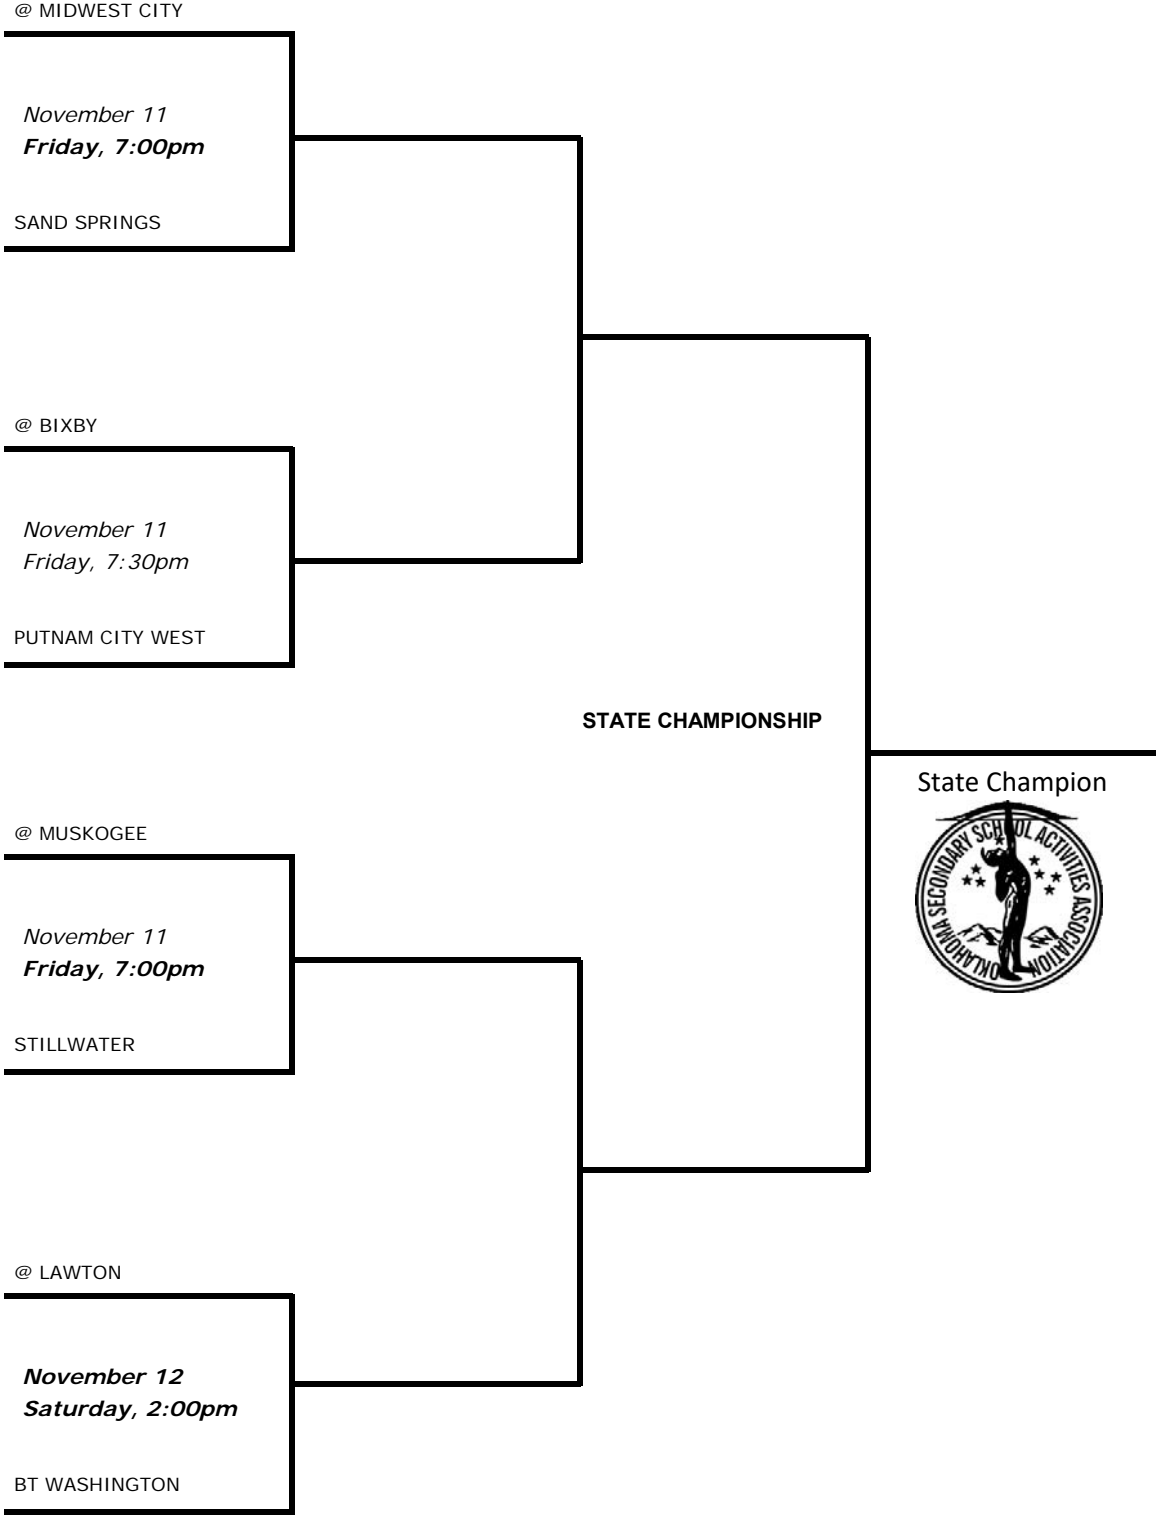 @ MIDWEST CITY
November 11
Friday, 7:00pm
SAND SPRINGS
@ BIXBY
November 11
Friday, 7:30pm
PUTNAM CITY WEST
STATE CHAMPIONSHIP
State Champion
OKLAHOMA SECONDARY SCHOOL ACTIVITIES ASSOCIATION
@ MUSKOGEE
November 11
Friday, 7:00pm
STILLWATER
@ LAWTON
November 12
Saturday, 2:00pm
BT WASHINGTON